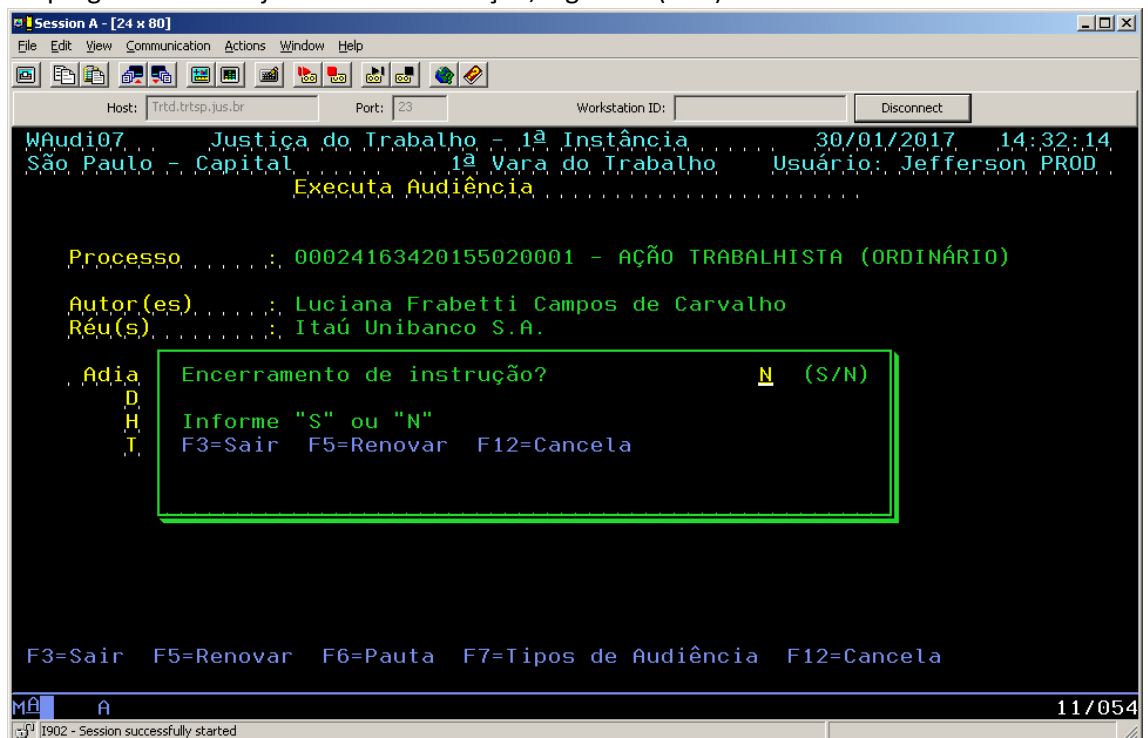 Session A - [24 x 80]
File Edit View Communication Actions Window Help
Host: Trtd.trtsp.jus.br Port: 23 Workstation ID: Disconnect
WAudi07 Justiça do Trabalho - 1ª Instância 30/01/2017 14:32:14
São Paulo - Capital 1ª Vara do Trabalho Usuário: Jefferson PROD
Executa Audiência
Processo : 00024163420155020001 - AÇÃO TRABALHISTA (ORDINÁRIO)
Autor(es) : Luciana Frabetti Campos de Carvalho
Réu(s) : Itaú Unibanco S.A.
Adia Encerramento de instrução? N (S/N)
D
H Informe "S" ou "N"
T F3=Sair F5=Renovar F12=Cancela
F3=Sair F5=Renovar F6=Pauta F7=Tipos de Audiência F12=Cancela
MA A 11/054
I902 - Session successfully started